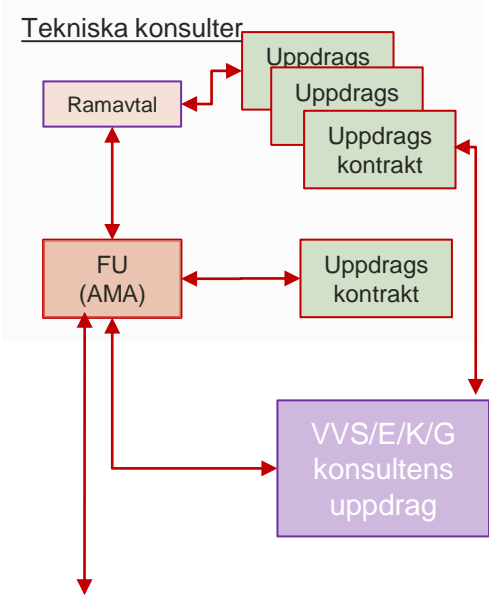 Tekniska konsulter
Uppdrags
Uppdrags
Ramavtal
Uppdrags
kontrakt
FU
(AMA)
Uppdrags
kontrakt
VVS/E/K/G
konsultens
uppdrag